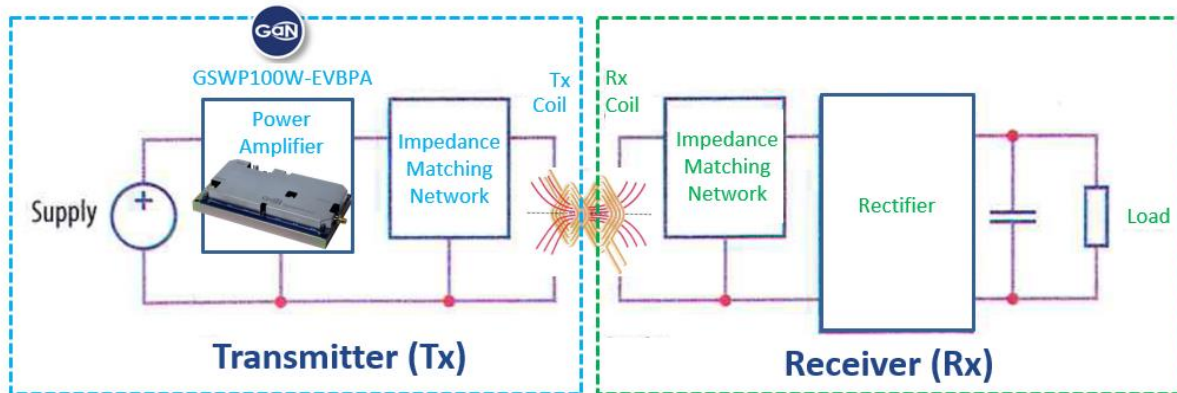 GaN
GSWP100W-EVBPA
Power
Amplifier
Impedance
Matching
Network
Tx
Coil
Rx
Coil
Impedance
Matching
Network
Rectifier
Supply
+
Load
Transmitter (Tx)
Receiver (Rx)